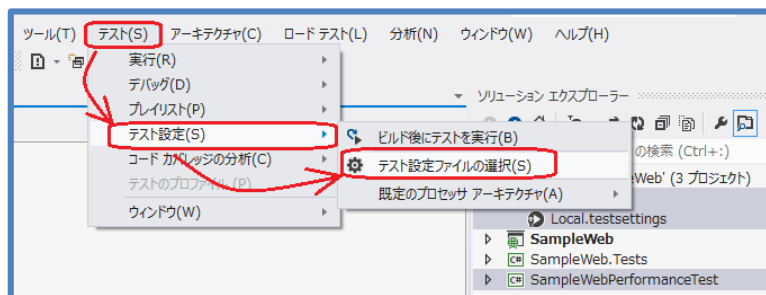 ツール(T) テスト(S) アーキテクチャ(C) ロード テスト(L) 分析(N) ウィンドウ(W) ヘルプ(H)
実行(R)
デバッグ(D)
プレイリスト(P)
テスト設定(S)
コード カバレッジの分析(C)
テストのプロファイル (P)
ウィンドウ(W)
ビルド後にテストを実行(B)
テスト設定ファイルの選択(S)
既定のプロセッサ アーキテクチャ(A)
ソリューション エクスプローラー
の検索 (Ctrl+:)
Web' (3 プロジェクト)
Local.testsettings
SampleWeb
SampleWeb.Tests
SampleWebPerformanceTest